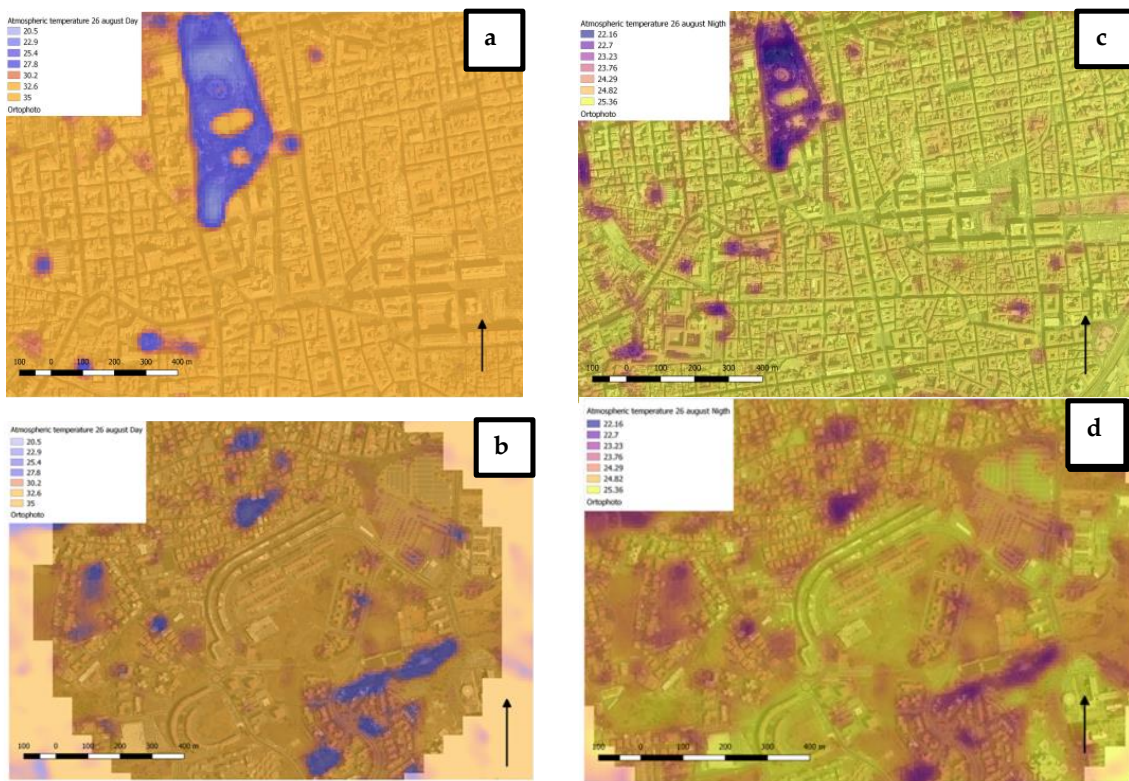 Atmospheric temperature 26 august Day
20.5
22.9
25.4
27.8
30.2
32.6
35
Ortophoto
a
100 0 100 200 300 400 m
Atmospheric temperature 26 august Nigth
22.16
22.7
23.23
23.76
24.29
24.82
25.36
Ortophoto
c
100 0 100 200 300 400 m
Atmospheric temperature 26 august Day
20.5
22.9
25.4
27.8
30.2
32.6
35
Ortophoto
b
100 0 100 200 300 400 m
Atmospheric temperature 26 august Nigth
22.16
22.7
23.23
23.76
24.29
24.82
25.36
Ortophoto
d
100 0 100 200 300 400 m